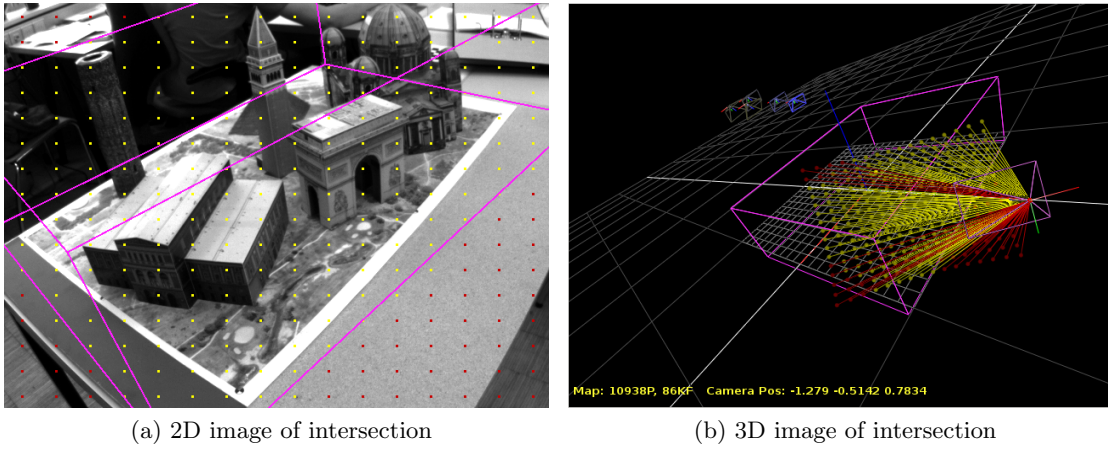 Map: 10938P, 86KF Camera Pos: -1.279 -0.5142 0.7834
(a) 2D image of intersection
(b) 3D image of intersection